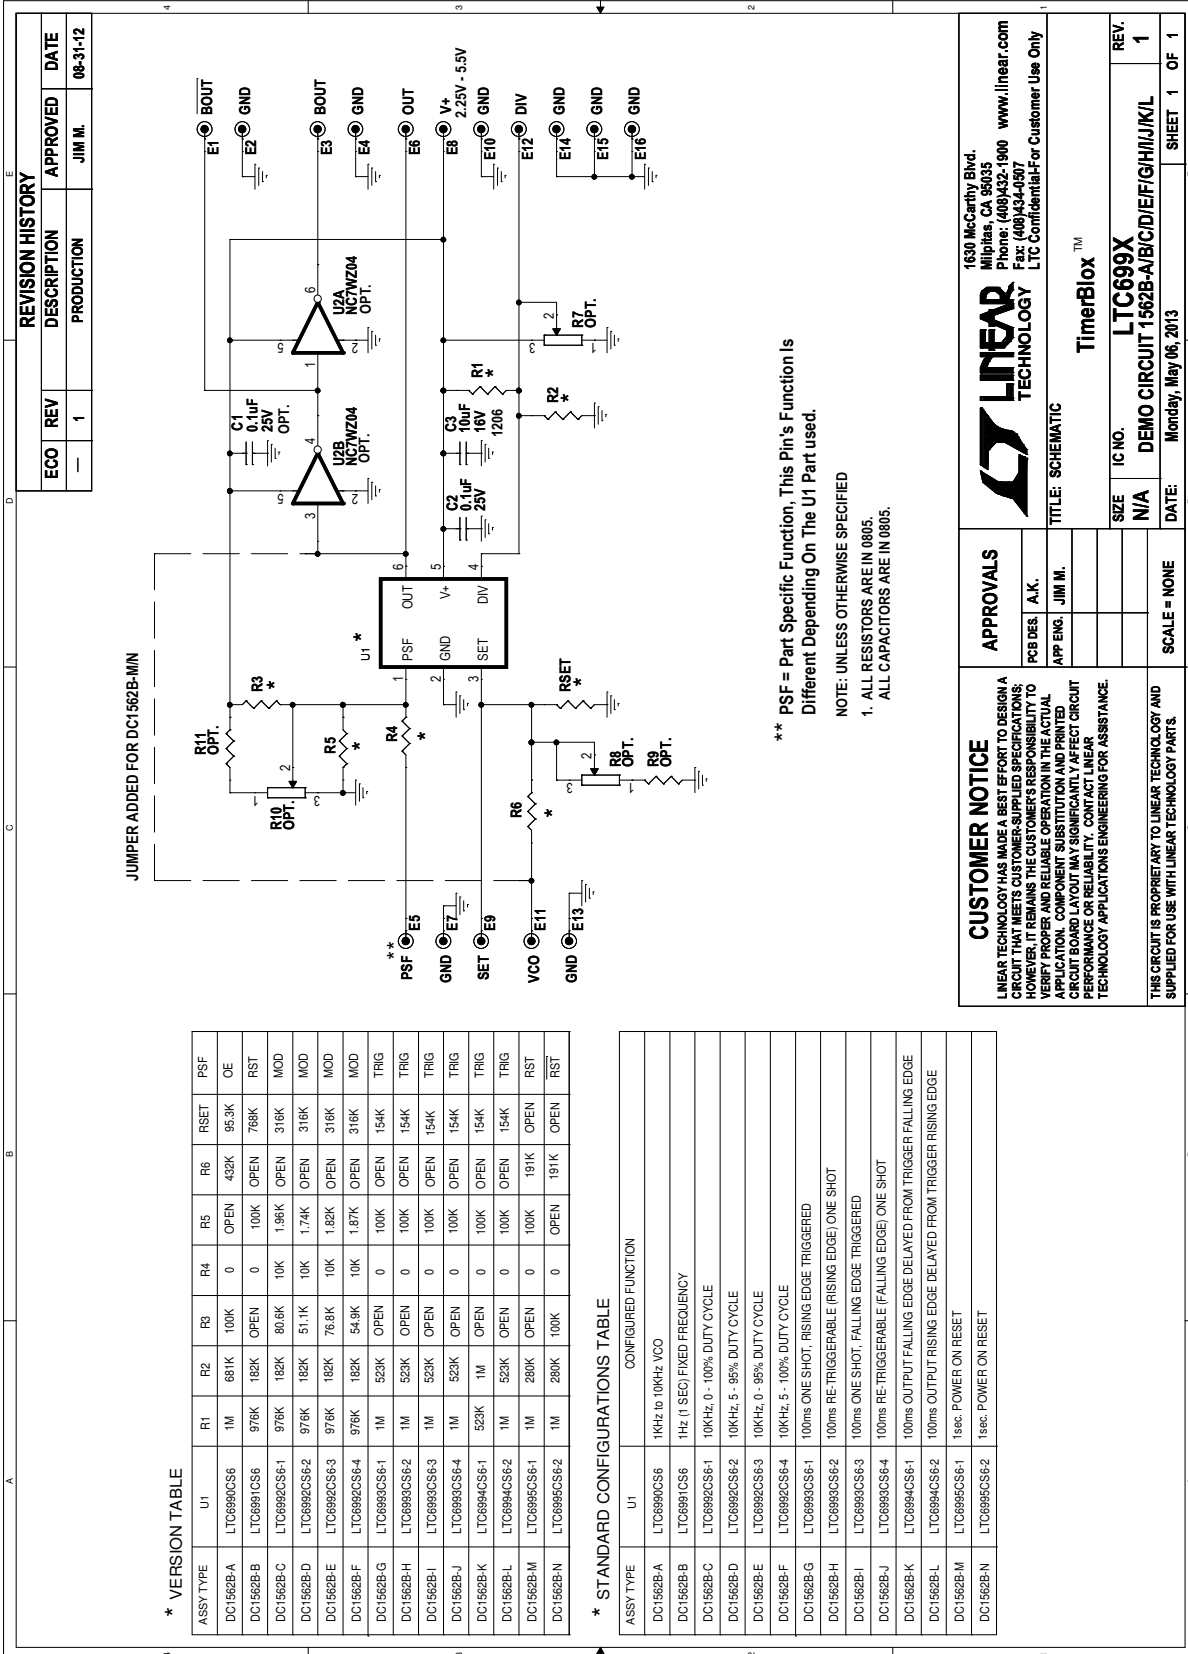 REVISION HISTORY
ECO REV DESCRIPTION APPROVED DATE
— 1 PRODUCTION JIM M. 08-31-12
JUMPER ADDED FOR DC1562B-M/N
R11
OPT.
R10
OPT.
1
2
3
R3
*
R5
*
R4
*
U1 *
1 PSF OUT 6
2 GND V+ 5
3 SET DIV 4
RSET
*
R6
*
R8
OPT.
3
2
1
R9
OPT.
**
PSF E5
GND E7
SET E9
VCO E11
GND E13
C1
0.1uF
25V
OPT.
U2B
NC7WZ04
OPT.
3
4
5
2
U2A
NC7WZ04
OPT.
1
6
5
2
C2
0.1uF
25V
C3
10uF
16V
1206
R1
*
R2
*
R7
OPT.
3
2
1
E1 BOUT
E2 GND
E3 BOUT
E4 GND
E6 OUT
E8 V+
2.25V - 5.5V
E10 GND
E12 DIV
E14 GND
E15 GND
E16 GND
** PSF = Part Specific Function, This Pin's Function Is
Different Depending On The U1 Part used.
NOTE: UNLESS OTHERWISE SPECIFIED
1. ALL RESISTORS ARE IN 0805.
ALL CAPACITORS ARE IN 0805.
* VERSION TABLE
ASSY TYPE U1 R1 R2 R3 R4 R5 R6 RSET PSF
DC1562B-A LTC6990CS6 1M 681K 100K 0 OPEN 432K 95.3K OE
DC1562B-B LTC6991CS6 976K 182K OPEN 0 100K OPEN 768K RST
DC1562B-C LTC6992CS6-1 976K 182K 80.6K 10K 1.96K OPEN 316K MOD
DC1562B-D LTC6992CS6-2 976K 182K 51.1K 10K 1.74K OPEN 316K MOD
DC1562B-E LTC6992CS6-3 976K 182K 76.8K 10K 1.82K OPEN 316K MOD
DC1562B-F LTC6992CS6-4 976K 182K 54.9K 10K 1.87K OPEN 316K MOD
DC1562B-G LTC6993CS6-1 1M 523K OPEN 0 100K OPEN 154K TRIG
DC1562B-H LTC6993CS6-2 1M 523K OPEN 0 100K OPEN 154K TRIG
DC1562B-I LTC6993CS6-3 1M 523K OPEN 0 100K OPEN 154K TRIG
DC1562B-J LTC6993CS6-4 1M 523K OPEN 0 100K OPEN 154K TRIG
DC1562B-K LTC6994CS6-1 523K 1M OPEN 0 100K OPEN 154K TRIG
DC1562B-L LTC6994CS6-2 1M 523K OPEN 0 100K OPEN 154K TRIG
DC1562B-M LTC6995CS6-1 1M 280K OPEN 0 100K 191K OPEN RST
DC1562B-N LTC6995CS6-2 1M 280K 100K 0 OPEN 191K OPEN RST
* STANDARD CONFIGURATIONS TABLE
ASSY TYPE U1 CONFIGURED FUNCTION
DC1562B-A LTC6990CS6 1KHz to 10KHz VCO
DC1562B-B LTC6991CS6 1Hz (1 SEC) FIXED FREQUENCY
DC1562B-C LTC6992CS6-1 10KHz, 0 - 100% DUTY CYCLE
DC1562B-D LTC6992CS6-2 10KHz, 5 - 95% DUTY CYCLE
DC1562B-E LTC6992CS6-3 10KHz, 0 - 95% DUTY CYCLE
DC1562B-F LTC6992CS6-4 10KHz, 5 - 100% DUTY CYCLE
DC1562B-G LTC6993CS6-1 100ms ONE SHOT, RISING EDGE TRIGGERED
DC1562B-H LTC6993CS6-2 100ms RE-TRIGGERABLE (RISING EDGE) ONE SHOT
DC1562B-I LTC6993CS6-3 100ms ONE SHOT, FALLING EDGE TRIGGERED
DC1562B-J LTC6993CS6-4 100ms RE-TRIGGERABLE (FALLING EDGE) ONE SHOT
DC1562B-K LTC6994CS6-1 100ms OUTPUT FALLING EDGE DELAYED FROM TRIGGER FALLING EDGE
DC1562B-L LTC6994CS6-2 100ms OUTPUT RISING EDGE DELAYED FROM TRIGGER RISING EDGE
DC1562B-M LTC6995CS6-1 1sec. POWER ON RESET
DC1562B-N LTC6995CS6-2 1sec. POWER ON RESET
CUSTOMER NOTICE
LINEAR TECHNOLOGY HAS MADE A BEST EFFORT TO DESIGN A
CIRCUIT THAT MEETS CUSTOMER-SUPPLIED SPECIFICATIONS;
HOWEVER, IT REMAINS THE CUSTOMER'S RESPONSIBILITY TO
VERIFY PROPER AND RELIABLE OPERATION IN THE ACTUAL
APPLICATION. COMPONENT SUBSTITUTION AND PRINTED
CIRCUIT BOARD LAYOUT MAY SIGNIFICANTLY AFFECT CIRCUIT
PERFORMANCE OR RELIABILITY. CONTACT LINEAR
TECHNOLOGY APPLICATIONS ENGINEERING FOR ASSISTANCE.
THIS CIRCUIT IS PROPRIETARY TO LINEAR TECHNOLOGY AND
SUPPLIED FOR USE WITH LINEAR TECHNOLOGY PARTS.
APPROVALS
PCB DES. A.K.
APP ENG. JIM M.
SCALE = NONE
LT LINEAR
TECHNOLOGY
1630 McCarthy Blvd.
Milpitas, CA 95035
Phone: (408)432-1900 www.linear.com
Fax: (408)434-0507
LTC Confidential-For Customer Use Only
TITLE: SCHEMATIC
TimerBlox ™
SIZE
N/A
IC NO.
LTC699X
DEMO CIRCUIT 1562B-A/B/C/D/E/F/G/H/I/J/K/L
REV.
1
DATE: Monday, May 06, 2013 SHEET 1 OF 1